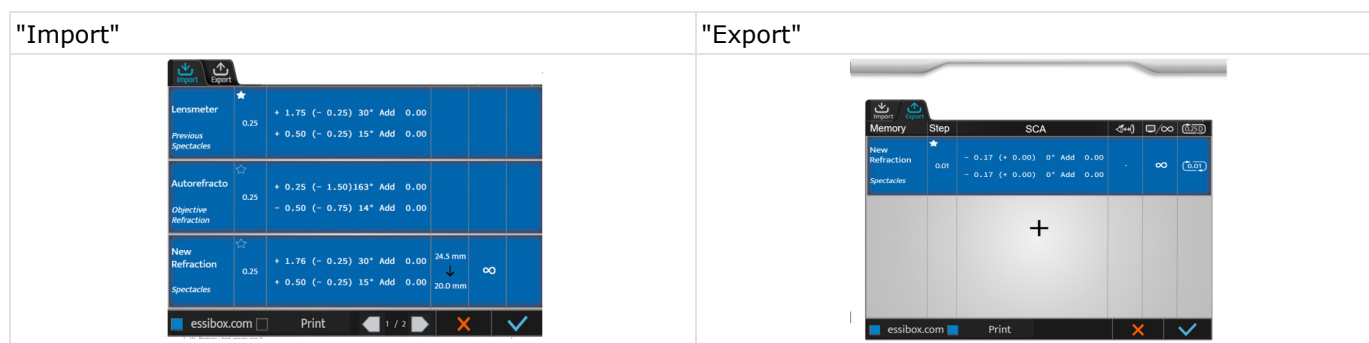 "Import" "Export"
Import Export
Lensmeter
Previous
Spectacles
0.25
+ 1.75 (- 0.25) 30° Add 0.00
+ 0.50 (- 0.25) 15° Add 0.00
Autorefracto
Objective
Refraction
0.25
+ 0.25 (- 1.50)163° Add 0.00
- 0.50 (- 0.75) 14° Add 0.00
New
Refraction
Spectacles
0.25
+ 1.76 (- 0.25) 30° Add 0.00
+ 0.50 (- 0.25) 15° Add 0.00
24.5 mm
↓
20.0 mm
∞
essibox.com Print 1 / 2
Import Export
Memory Step SCA /∞ 0.25D
New
Refraction
Spectacles
0.01
- 0.17 (+ 0.00) 0° Add 0.00
- 0.17 (+ 0.00) 0° Add 0.00
-
∞
0.01
+
essibox.com Print